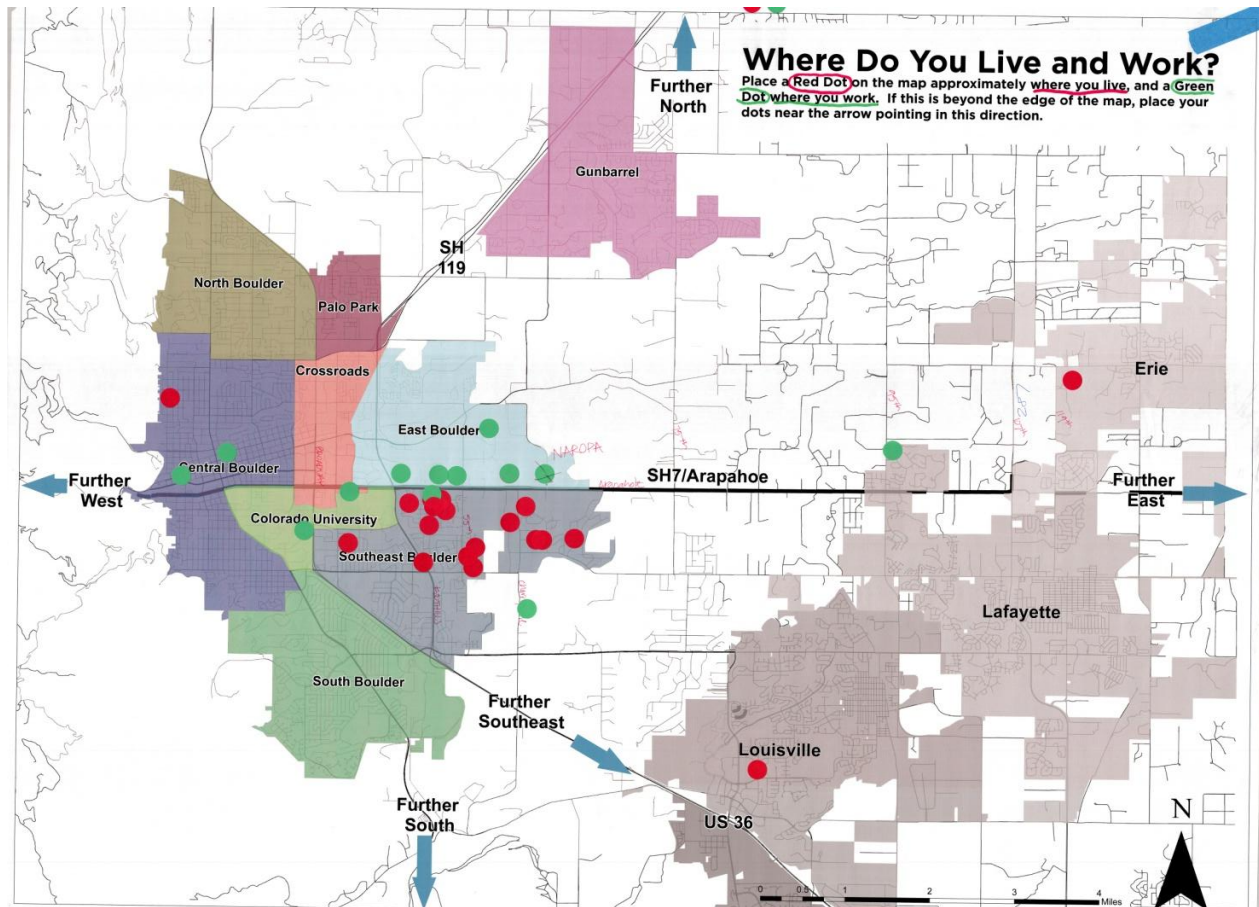 Where Do You Live and Work?
Place a Red Dot on the map approximately where you live, and a Green
Dot where you work. If this is beyond the edge of the map, place your
dots near the arrow pointing in this direction.
Further
North
Gunbarrel
SH
119
North Boulder
Palo Park
Crossroads
Erie
East Boulder
NAROPA
Central Boulder
95th
119th
SH7/Arapahoe
Arapahoe
Further
West
Further
East
Colorado University
Southeast Boulder
55
Lafayette
South Boulder
Further
Southeast
Louisville
Further
South
US 36
N
0 0.5 1 2 3 4
Miles